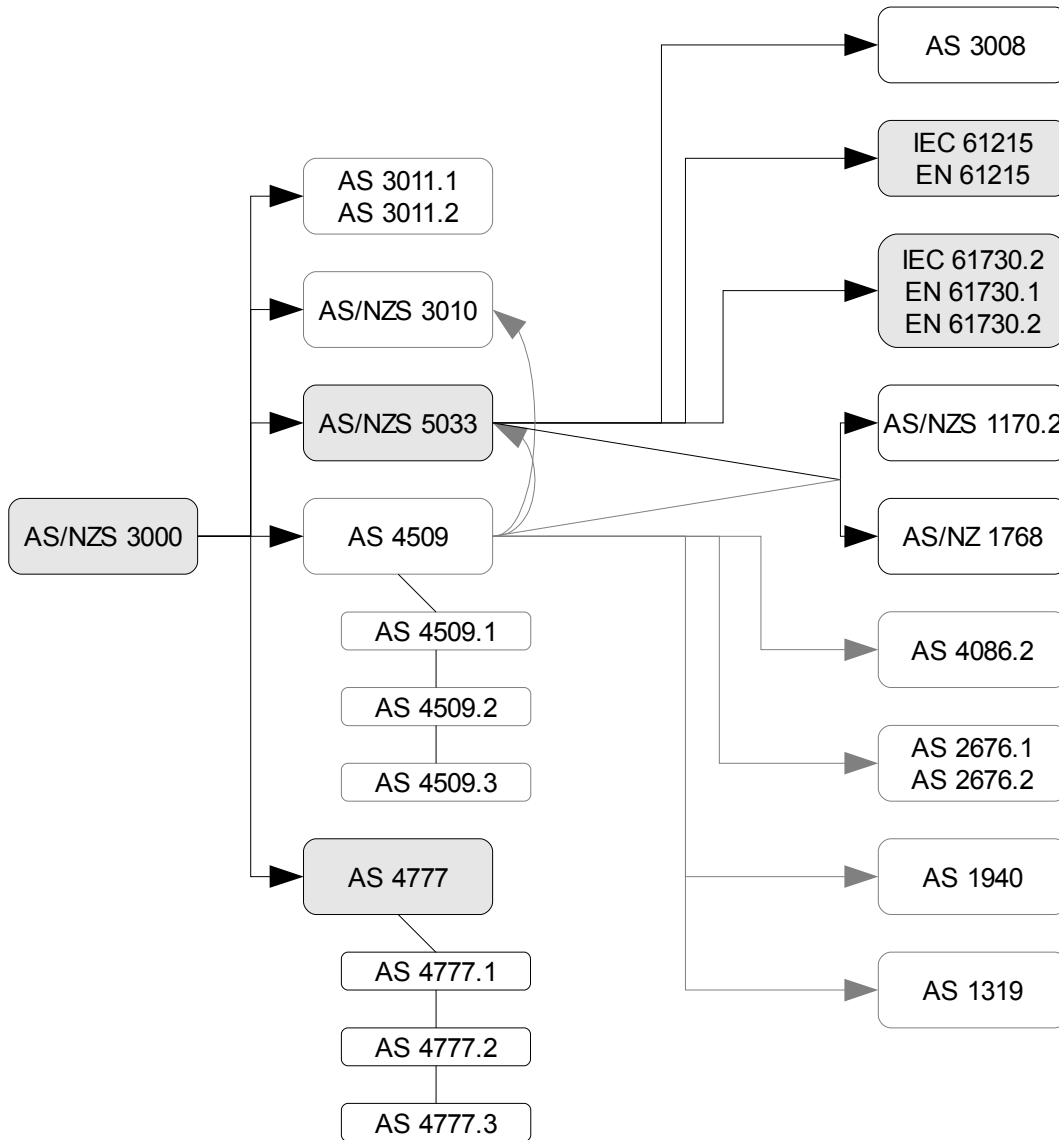 AS 3008
IEC 61215
EN 61215
AS 3011.1
AS 3011.2
IEC 61730.2
EN 61730.1
EN 61730.2
AS/NZS 3010
AS/NZS 5033
AS/NZS 1170.2
AS/NZS 3000
AS 4509
AS/NZ 1768
AS 4509.1
AS 4086.2
AS 4509.2
AS 2676.1
AS 2676.2
AS 4509.3
AS 4777
AS 1940
AS 4777.1
AS 1319
AS 4777.2
AS 4777.3